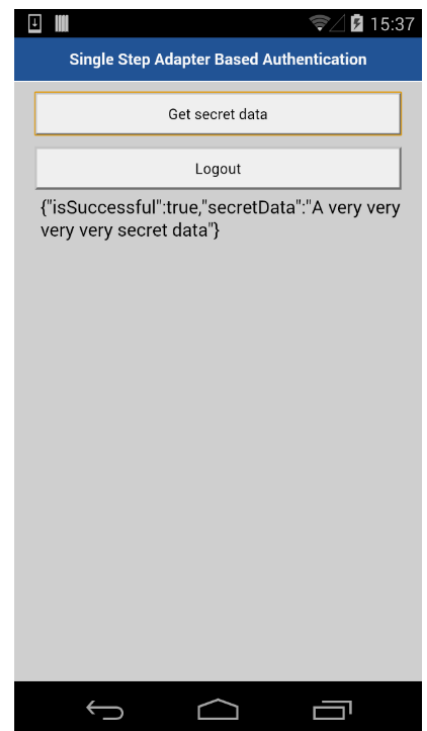 15:37
Single Step Adapter Based Authentication
Get secret data
Logout
{"isSuccessful":true,"secretData":"A very very
very very secret data"}